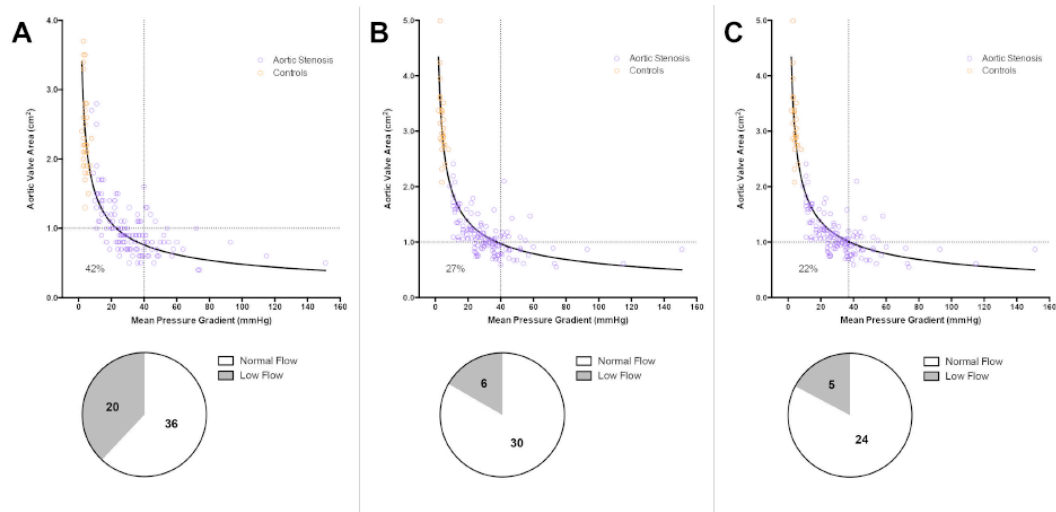 A
4.0
3.0
2.0
1.0
0.0
Aortic Valve Area (cm²)
Aortic Stenosis
Controls
42%
0 20 40 60 80 100 120 140 160
Mean Pressure Gradient (mmHg)
Normal Flow
Low Flow
20
36
B
5.0
4.0
3.0
2.0
1.0
0.0
Aortic Valve Area (cm²)
Aortic Stenosis
Controls
27%
0 20 40 60 80 100 120 140 160
Mean Pressure Gradient (mmHg)
Normal Flow
Low Flow
6
30
C
5.0
4.0
3.0
2.0
1.0
0.0
Aortic Valve Area (cm²)
Aortic Stenosis
Controls
22%
0 20 40 60 80 100 120 140 160
Mean Pressure Gradient (mmHg)
Normal Flow
Low Flow
5
24